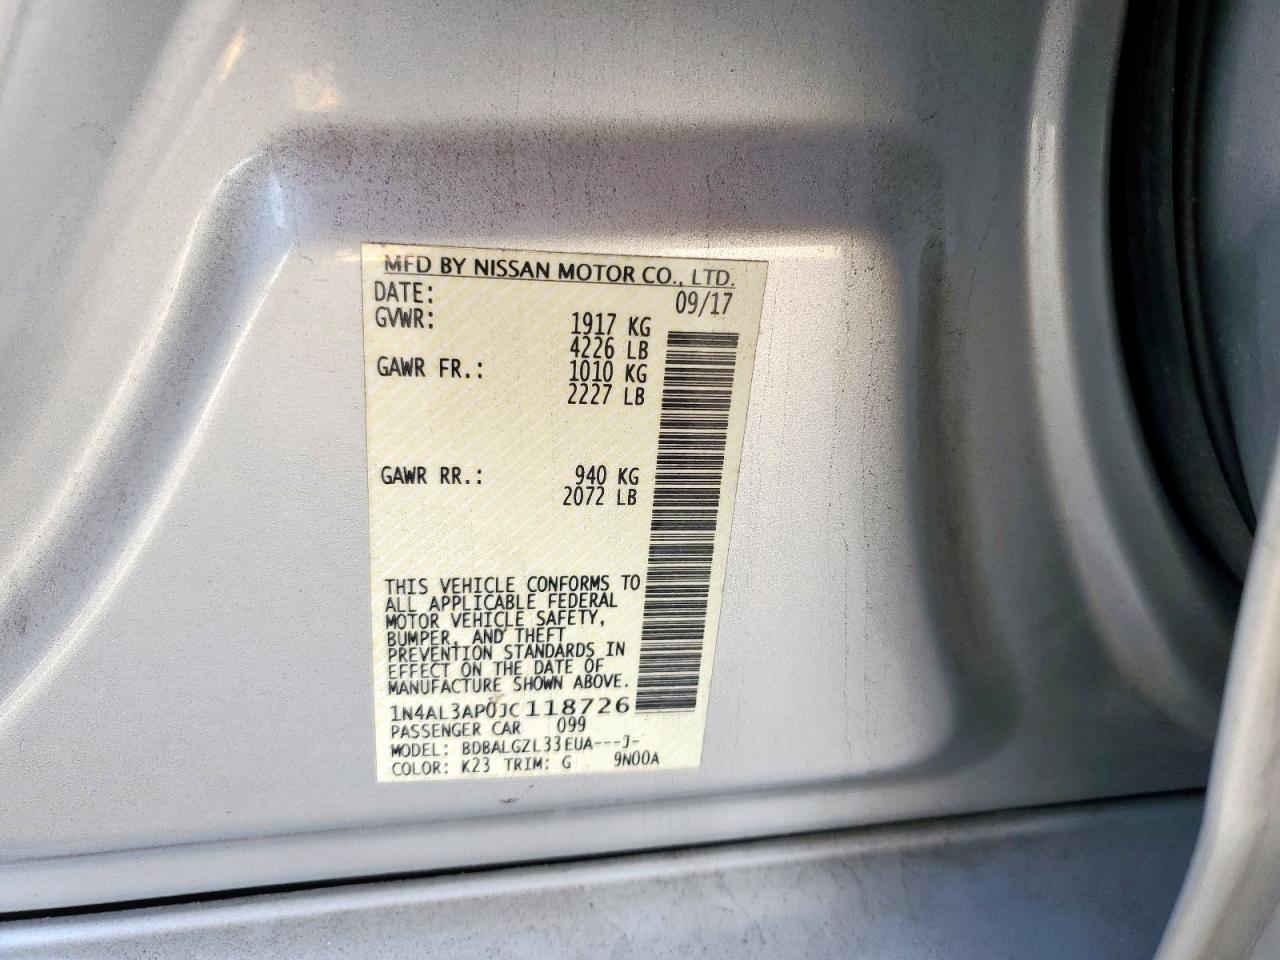 MFD BY NISSAN MOTOR CO., LTD.
DATE: 09/17
GVWR: 1917 KG
4226 LB
GAWR FR.: 1010 KG
2227 LB
GAWR RR.: 940 KG
2072 LB
THIS VEHICLE CONFORMS TO
ALL APPLICABLE FEDERAL
MOTOR VEHICLE SAFETY,
BUMPER, AND THEFT
PREVENTION STANDARDS IN
EFFECT ON THE DATE OF
MANUFACTURE SHOWN ABOVE.
1N4AL3AP0JC118726
PASSENGER CAR 099
MODEL: BDBALGZL33EUA---J-
COLOR: K23 TRIM: G 9N00A